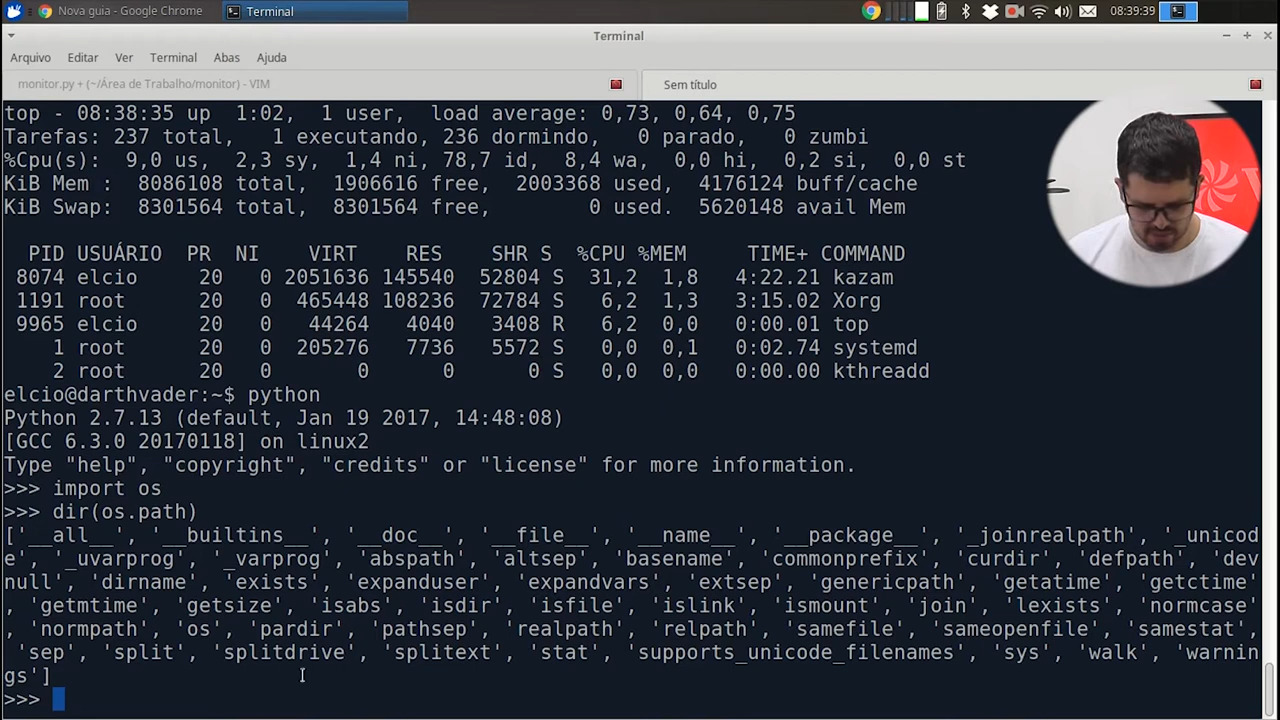 Nova guia - Google Chrome
Terminal
08:39:39
Terminal
Arquivo Editar Ver Terminal Abas Ajuda
monitor.py + (~/Área de Trabalho/monitor) - VIM
Sem título
top - 08:38:35 up  1:02,  1 user,  load average: 0,73, 0,64, 0,75
Tarefas: 237 total,   1 executando, 236 dormindo,   0 parado,   0 zumbi
%Cpu(s):  9,0 us,  2,3 sy,  1,4 ni, 78,7 id,  8,4 wa,  0,0 hi,  0,2 si,  0,0 st
KiB Mem :  8086108 total,  1906616 free,  2003368 used,  4176124 buff/cache
KiB Swap:  8301564 total,  8301564 free,        0 used.  5620148 avail Mem
PID USUÁRIO   PR  NI    VIRT    RES    SHR S  %CPU %MEM     TIME+ COMMAND
8074 elcio     20   0 2051636 145540  52804 S  31,2  1,8   4:22.21 kazam
1191 root      20   0  465448 108236  72784 S   6,2  1,3   3:15.02 Xorg
9965 elcio     20   0   44264   4040   3408 R   6,2  0,0   0:00.01 top
1 root      20   0  205276   7736   5572 S   0,0  0,1   0:02.74 systemd
2 root      20   0       0      0      0 S   0,0  0,0   0:00.00 kthreadd
elcio@darthvader:~$ python
Python 2.7.13 (default, Jan 19 2017, 14:48:08)
[GCC 6.3.0 20170118] on linux2
Type "help", "copyright", "credits" or "license" for more information.
>>> import os
>>> dir(os.path)
['__all__', '__builtins__', '__doc__', '__file__', '__name__', '__package__', '_joinrealpath', '_unicod
e', '_uvarprog', '_varprog', 'abspath', 'altsep', 'basename', 'commonprefix', 'curdir', 'defpath', 'dev
null', 'dirname', 'exists', 'expanduser', 'expandvars', 'extsep', 'genericpath', 'getatime', 'getctime'
, 'getmtime', 'getsize', 'isabs', 'isdir', 'isfile', 'islink', 'ismount', 'join', 'lexists', 'normcase'
, 'normpath', 'os', 'pardir', 'pathsep', 'realpath', 'relpath', 'samefile', 'sameopenfile', 'samestat',
'sep', 'split', 'splitdrive', 'splitext', 'stat', 'supports_unicode_filenames', 'sys', 'walk', 'warnin
gs']
>>>